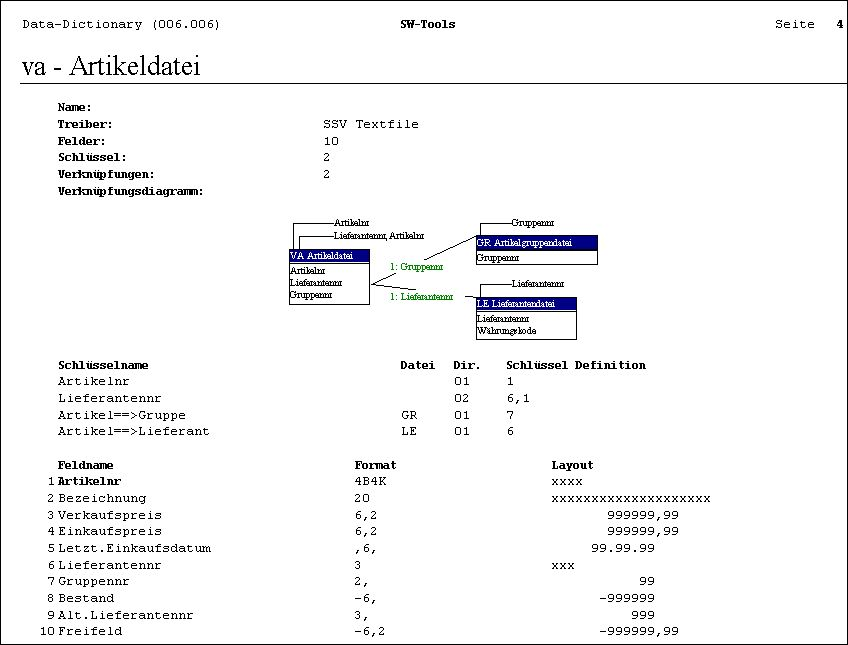 Data-Dictionary (006.006) SW-Tools Seite 4
va - Artikeldatei
Name:
Treiber: SSV Textfile
Felder: 10
Schlüssel: 2
Verknüpfungen: 2
Verknüpfungsdiagramm:
Artikelnr
Lieferantennr, Artikelnr
VA Artikeldatei
Artikelnr
Lieferantennr
Gruppennr
1: Gruppennr
1: Lieferantennr
Gruppennr
GR Artikelgruppendatei
Gruppennr
Lieferantennr
LE Lieferantendatei
Lieferantennr
Währungskode
Schlüsselname Datei Dir. Schlüssel Definition
Artikelnr 01 1
Lieferantennr 02 6,1
Artikel==>Gruppe GR 01 7
Artikel==>Lieferant LE 01 6
Feldname Format Layout
1 Artikelnr 4B4K xxxx
2 Bezeichnung 20 xxxxxxxxxxxxxxxxxxxx
3 Verkaufspreis 6,2 999999,99
4 Einkaufspreis 6,2 999999,99
5 Letzt.Einkaufsdatum ,6, 99.99.99
6 Lieferantennr 3 xxx
7 Gruppennr 2, 99
8 Bestand -6, -999999
9 Alt.Lieferantennr 3, 999
10 Freifeld -6,2 -999999,99